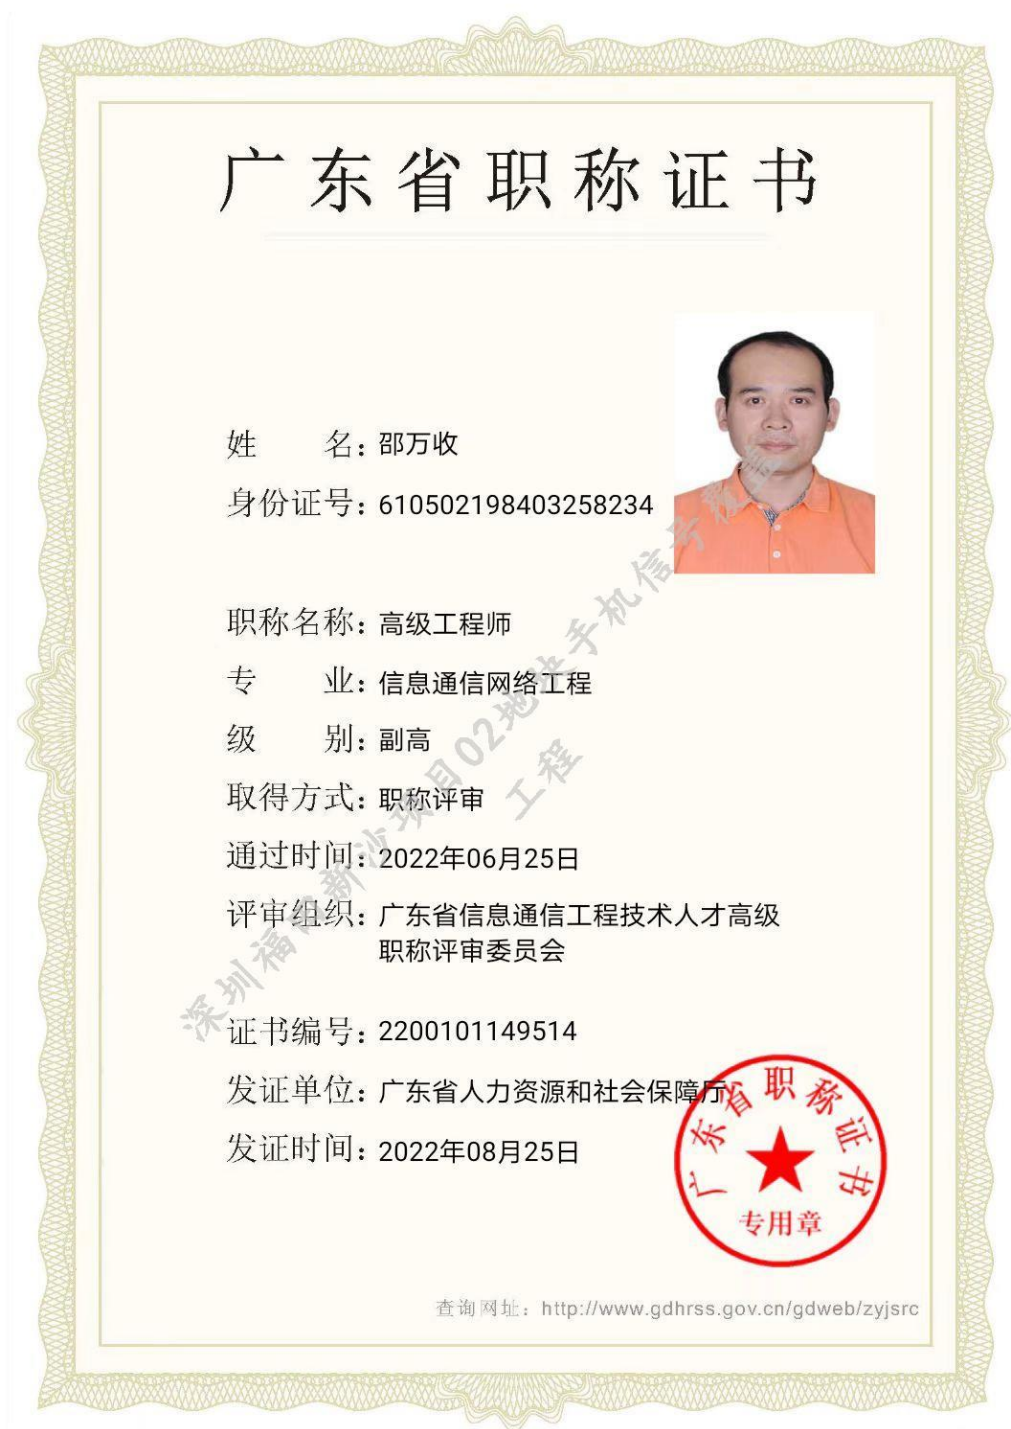 广东省职称证书
姓 名：邵万收
身份证号：610502198403258234
职称名称：高级工程师
专 业：信息通信网络工程
级 别：副高
取得方式：职称评审
通过时间：2022年06月25日
评审组织：广东省信息通信工程技术人才高级
职称评审委员会
证书编号：2200101149514
发证单位：广东省人力资源和社会保障厅
发证时间：2022年08月25日
广东省职称证书
专用章
查询网址：http://www.gdhrss.gov.cn/gdweb/zyjsrc
深圳福田新沙项目02地块手机信号覆盖
工程